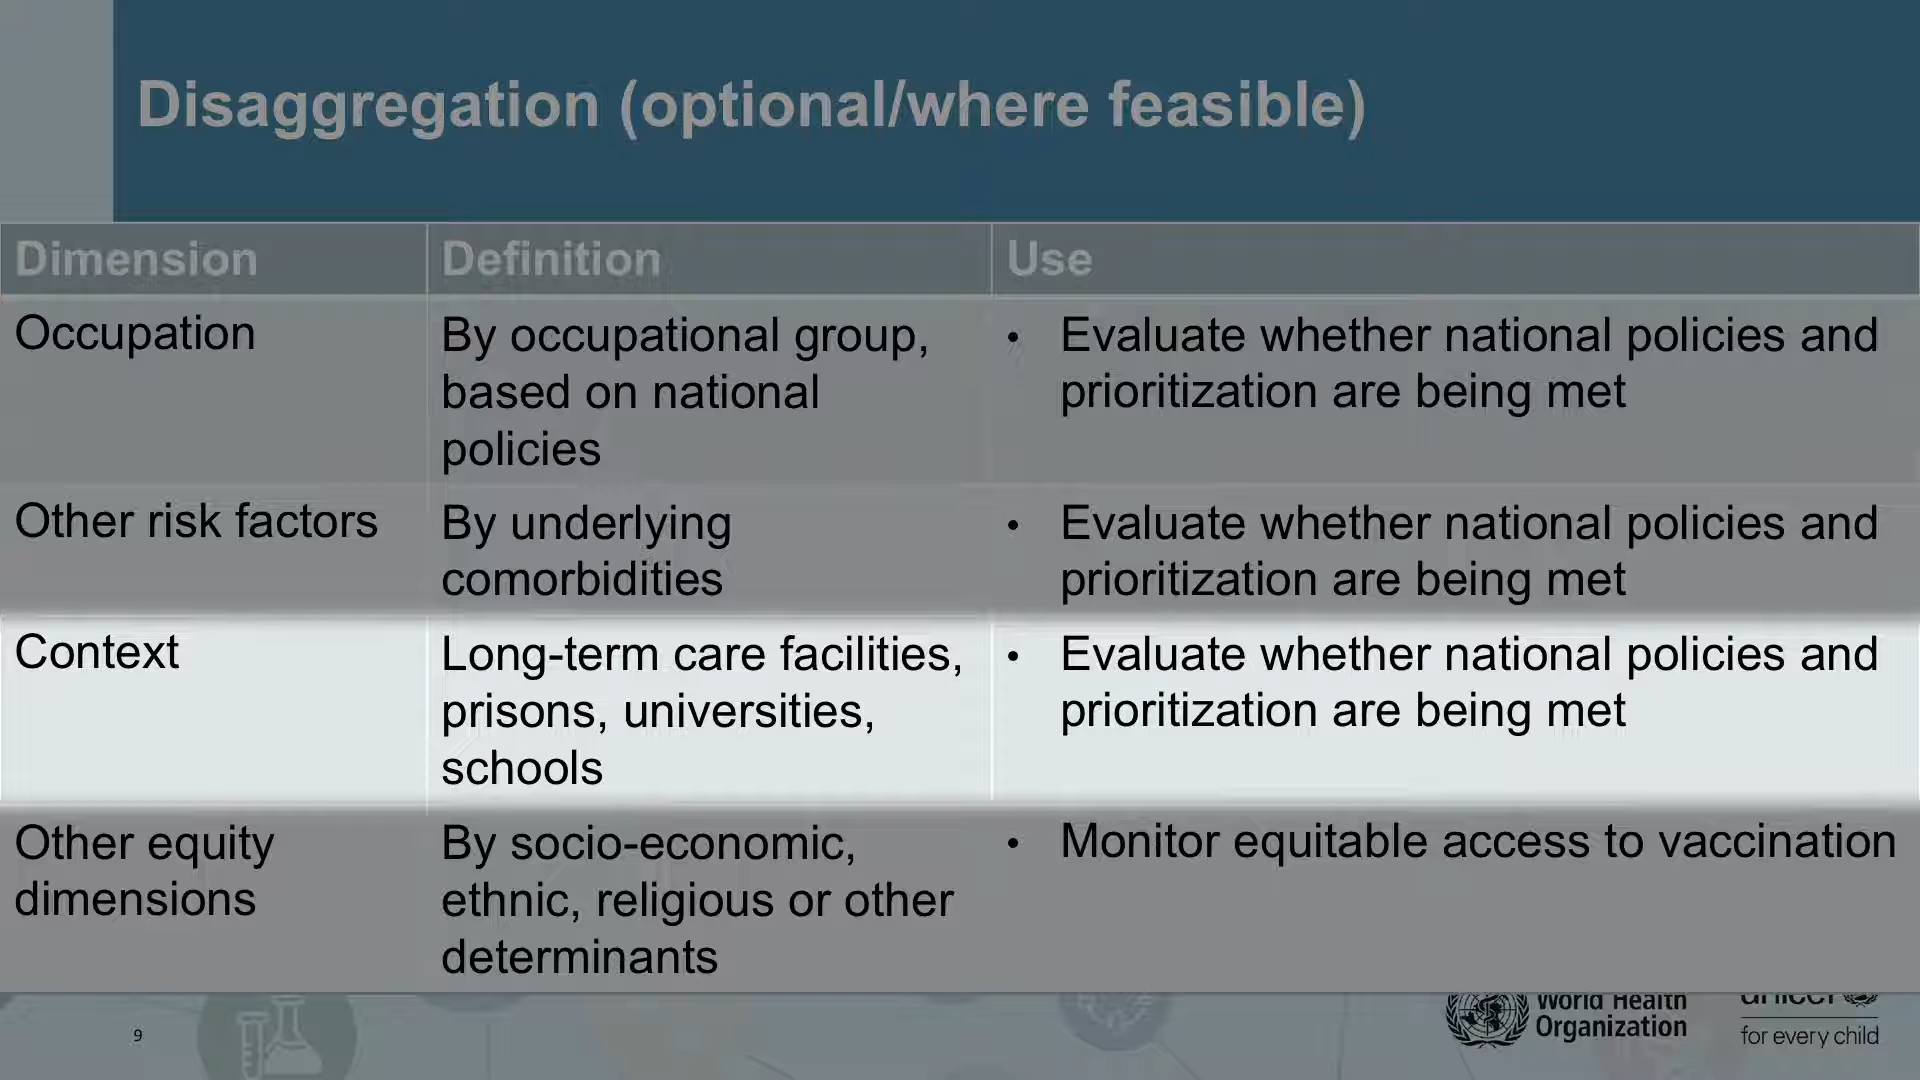 Disaggregation (optional/where feasible)
Dimension
Definition
Use
Occupation
By occupational group,
based on national
policies
• Evaluate whether national policies and
prioritization are being met
Other risk factors
By underlying
comorbidities
• Evaluate whether national policies and
prioritization are being met
Context
Long-term care facilities,
prisons, universities,
schools
• Evaluate whether national policies and
prioritization are being met
Other equity
dimensions
By socio-economic,
ethnic, religious or other
determinants
• Monitor equitable access to vaccination
9
World Health
Organization
unicef
for every child